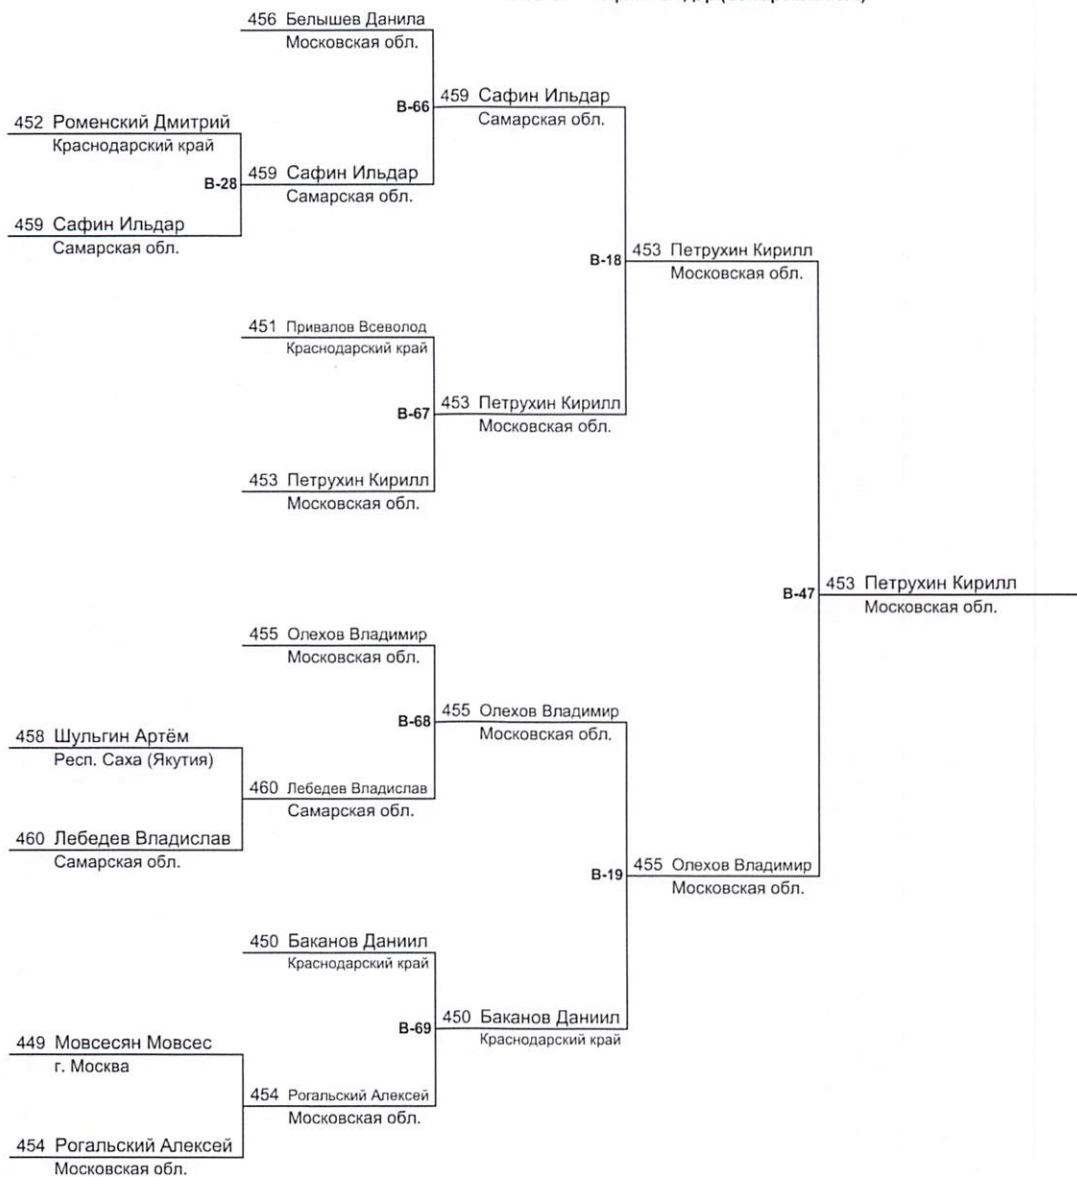 456 Белышев Данила
Московская обл.
В-66
459 Сафин Ильдар
Самарская обл.
452 Роменский Дмитрий
Краснодарский край
В-28
459 Сафин Ильдар
Самарская обл.
459 Сафин Ильдар
Самарская обл.
В-18
453 Петрухин Кирилл
Московская обл.
451 Привалов Всеволод
Краснодарский край
В-67
453 Петрухин Кирилл
Московская обл.
453 Петрухин Кирилл
Московская обл.
В-47
453 Петрухин Кирилл
Московская обл.
455 Олехов Владимир
Московская обл.
В-68
455 Олехов Владимир
Московская обл.
458 Шульгин Артём
Респ. Саха (Якутия)
460 Лебедев Владислав
Самарская обл.
460 Лебедев Владислав
Самарская обл.
В-19
455 Олехов Владимир
Московская обл.
450 Баканов Даниил
Краснодарский край
В-69
450 Баканов Даниил
Краснодарский край
449 Мовсесян Мовсес
г. Москва
454 Рогальский Алексей
Московская обл.
454 Рогальский Алексей
Московская обл.